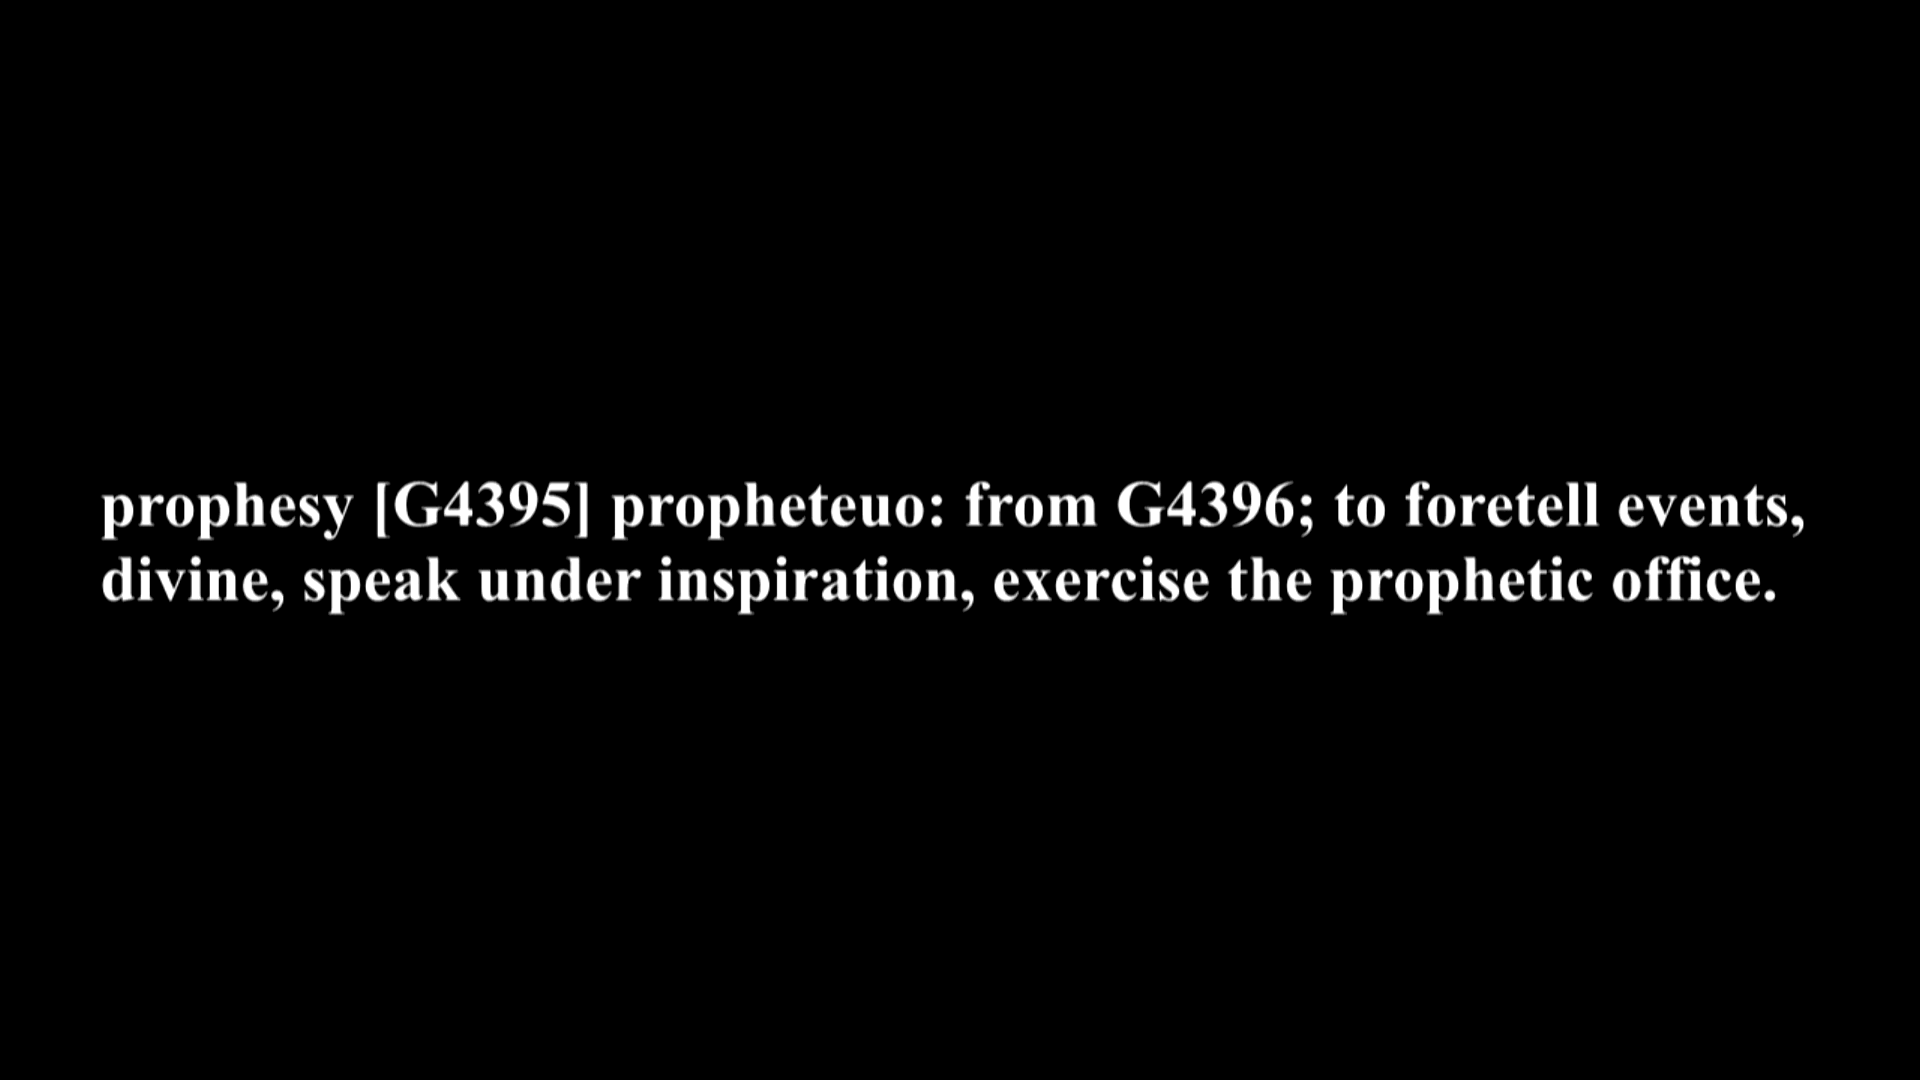 prophesy [G4395] propheteuo: from G4396; to foretell events,
divine, speak under inspiration, exercise the prophetic office.